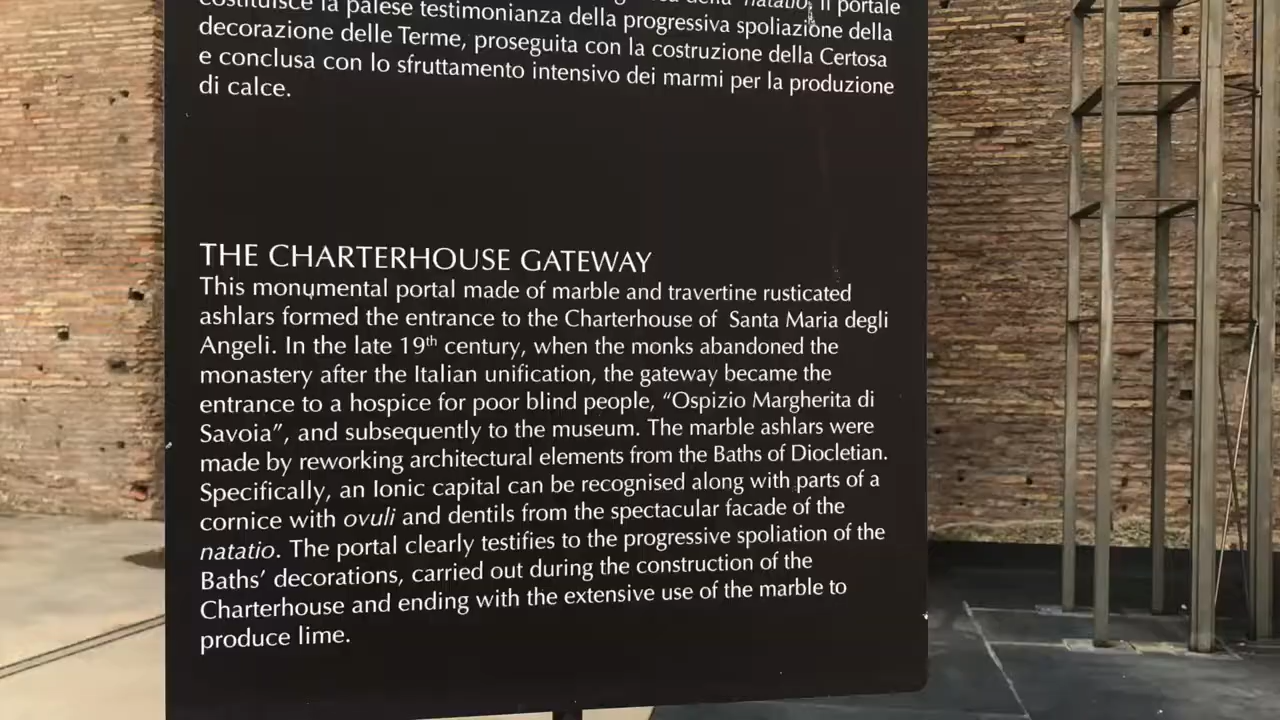 costituisce la palese testimonianza della progressiva spoliazione della
decorazione delle Terme, proseguita con la costruzione della Certosa
e conclusa con lo sfruttamento intensivo dei marmi per la produzione
di calce.
THE CHARTERHOUSE GATEWAY
This monumental portal made of marble and travertine rusticated
ashlars formed the entrance to the Charterhouse of Santa Maria degli
Angeli. In the late 19th century, when the monks abandoned the
monastery after the Italian unification, the gateway became the
entrance to a hospice for poor blind people, “Ospizio Margherita di
Savoia”, and subsequently to the museum. The marble ashlars were
made by reworking architectural elements from the Baths of Diocletian.
Specifically, an Ionic capital can be recognised along with parts of a
cornice with ovuli and dentils from the spectacular facade of the
natatio. The portal clearly testifies to the progressive spoliation of the
Baths’ decorations, carried out during the construction of the
Charterhouse and ending with the extensive use of the marble to
produce lime.